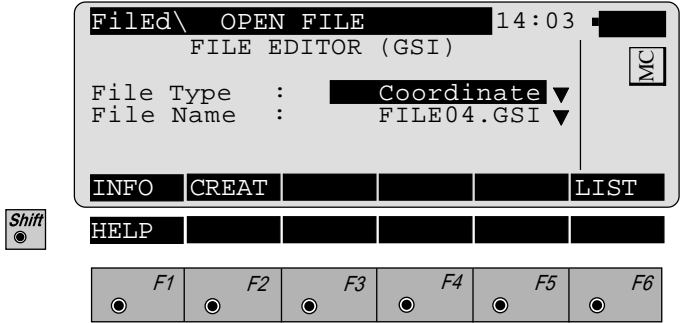 FilEd\ OPEN FILE 14:03
FILE EDITOR (GSI)
MC
File Type : Coordinate ▼
File Name : FILE04.GSI ▼
INFO CREAT LIST
Shift
HELP
F1 F2 F3 F4 F5 F6